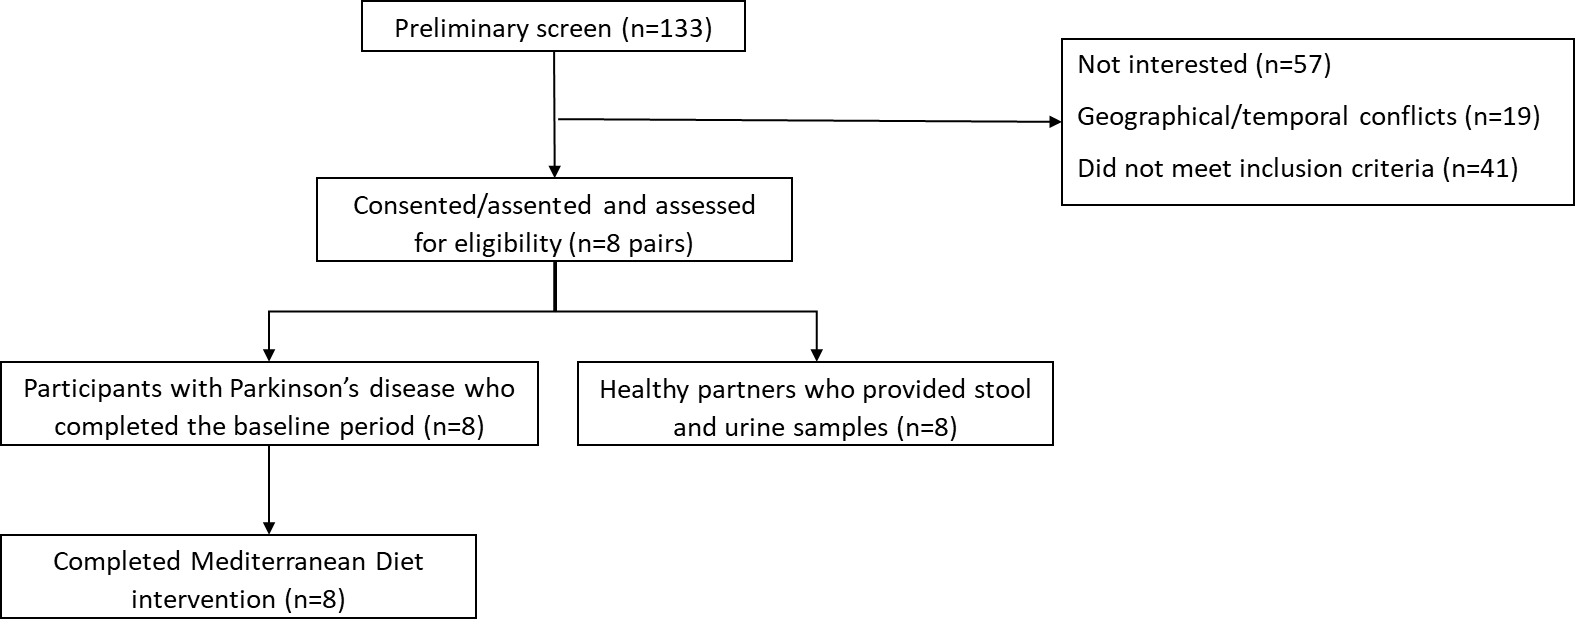 Preliminary screen (n=133)
Not interested (n=57)
Geographical/temporal conflicts (n=19)
Did not meet inclusion criteria (n=41)
Consented/assented and assessed
for eligibility (n=8 pairs)
Participants with Parkinson’s disease who
completed the baseline period (n=8)
Healthy partners who provided stool
and urine samples (n=8)
Completed Mediterranean Diet
intervention (n=8)